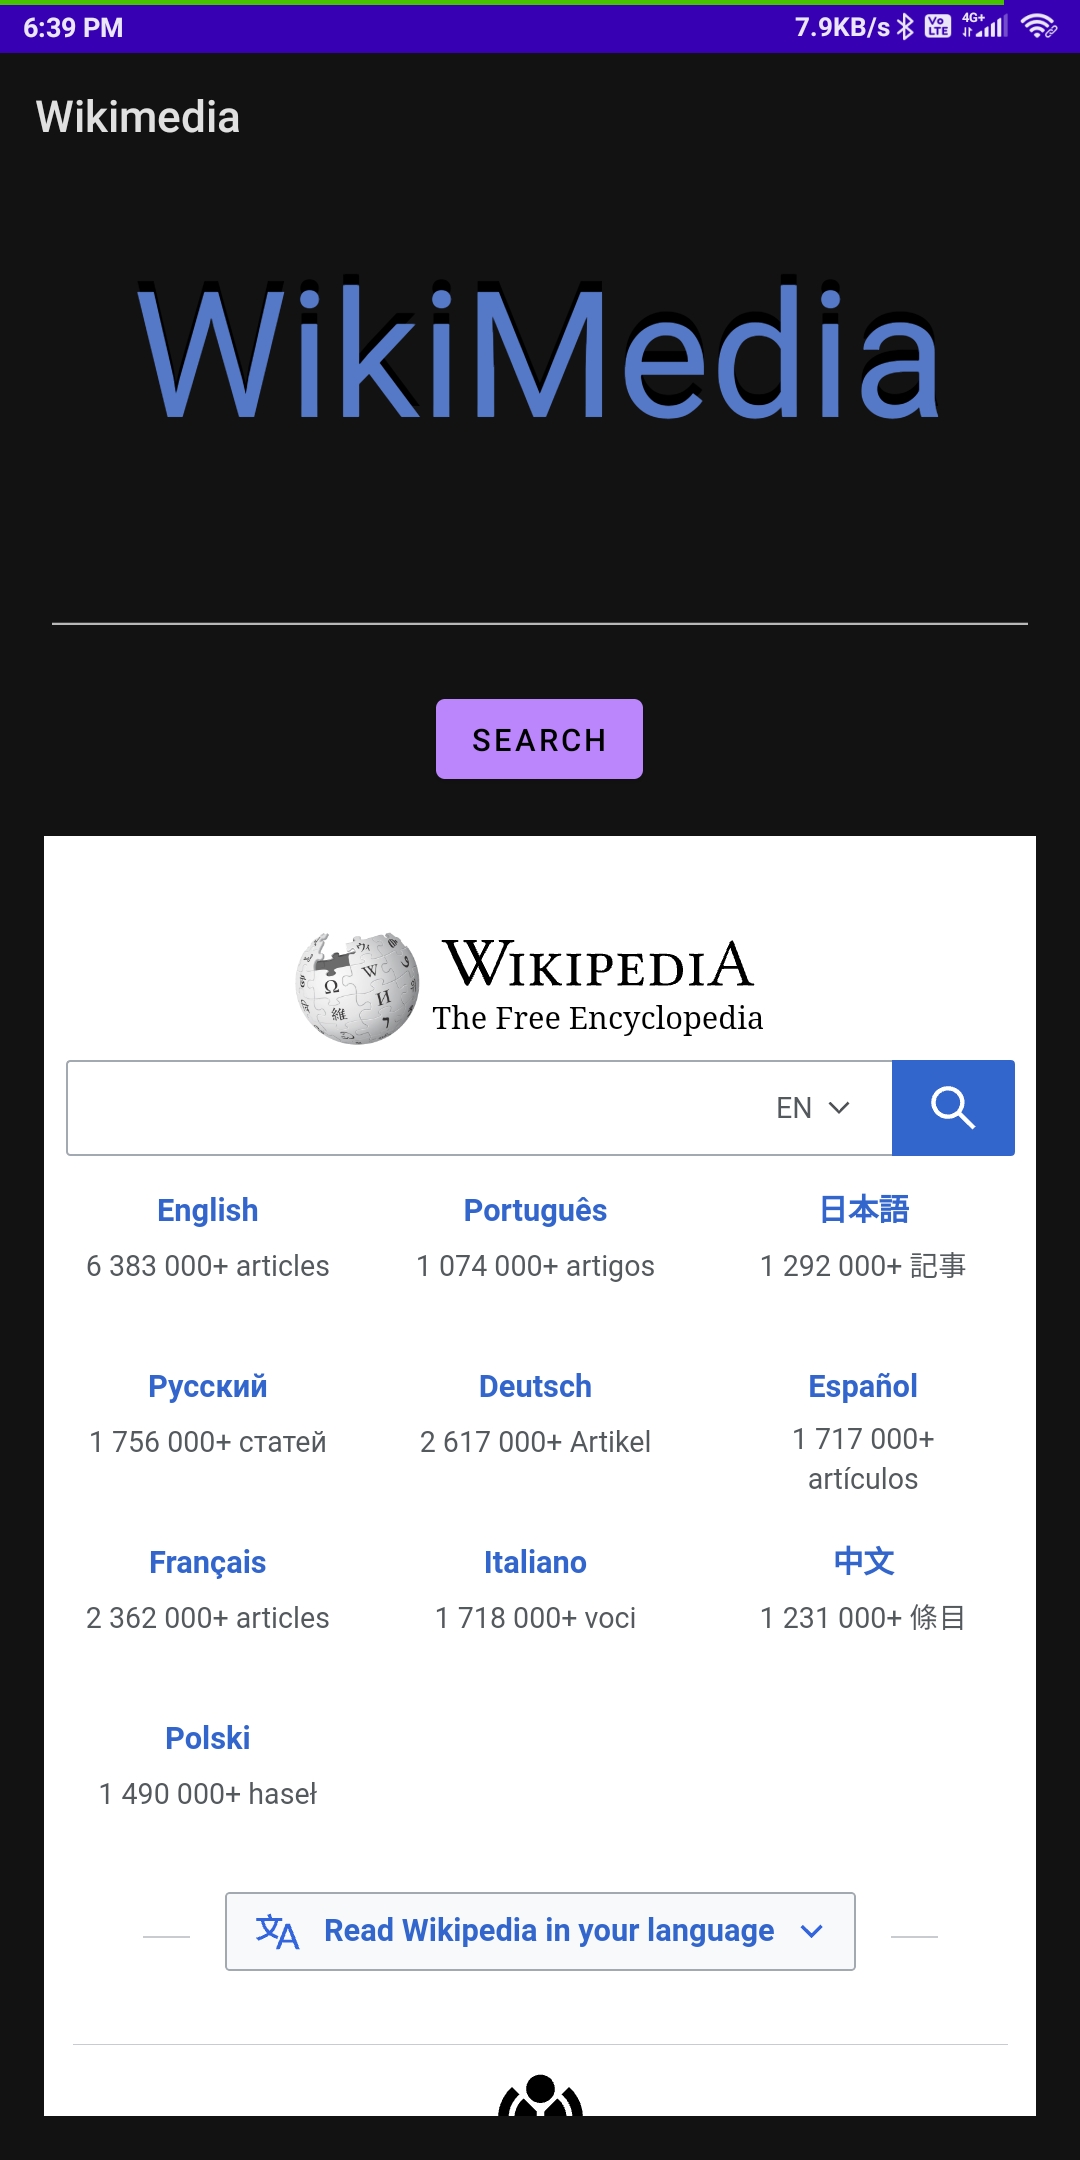 6:39 PM 7.9KB/s Vo LTE 4G+
Wikimedia
WikiMedia
SEARCH
WIKIPEDIA
The Free Encyclopedia
EN
English Português 日本語
6 383 000+ articles 1 074 000+ artigos 1 292 000+ 記事
Русский Deutsch Español
1 756 000+ статей 2 617 000+ Artikel 1 717 000+
artículos
Français Italiano 中文
2 362 000+ articles 1 718 000+ voci 1 231 000+ 條目
Polski
1 490 000+ haseł
Read Wikipedia in your language